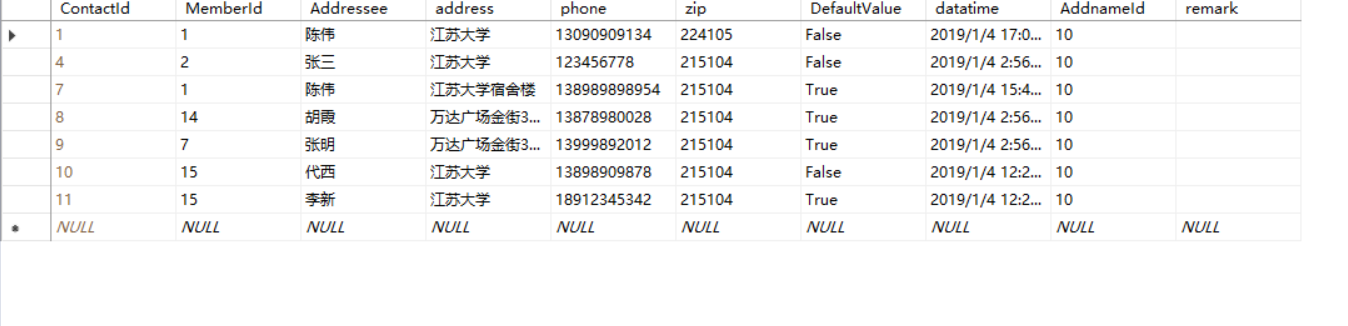 ContactId MemberId Addressee address phone zip DefaultValue datatime AddnameId remark
1 1 陈伟 江苏大学 13090909134 224105 False 2019/1/4 17:0... 10
4 2 张三 江苏大学 123456778 215104 False 2019/1/4 2:56... 10
7 1 陈伟 江苏大学宿舍楼 138989898954 215104 True 2019/1/4 15:4... 10
8 14 胡霞 万达广场金街3... 13878980028 215104 True 2019/1/4 2:56... 10
9 7 张明 万达广场金街3... 13999892012 215104 True 2019/1/4 2:56... 10
10 15 代西 江苏大学 13898909878 215104 False 2019/1/4 12:2... 10
11 15 李新 江苏大学 18912345342 215104 True 2019/1/4 12:2... 10
NULL NULL NULL NULL NULL NULL NULL NULL NULL NULL